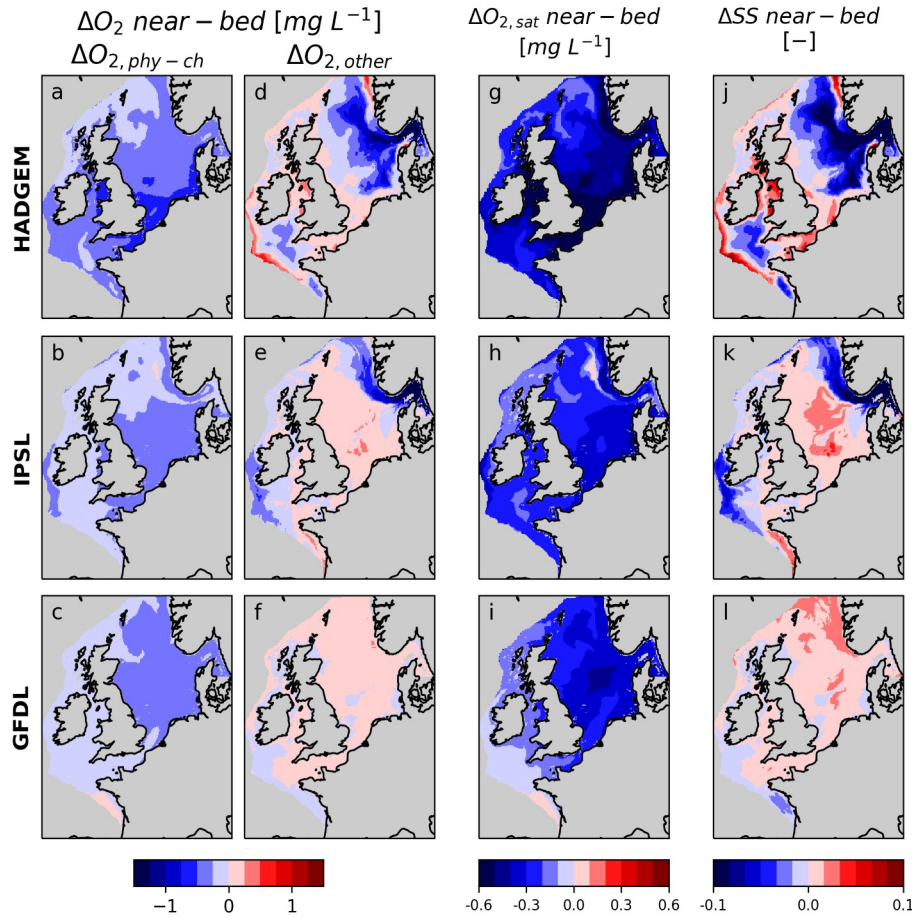 ΔO₂ near−bed [mg L⁻¹]
ΔO₂,phy−ch
ΔO₂,other
ΔO₂,sat near−bed
[mg L⁻¹]
ΔSS near−bed
[−]
HADGEM
a
d
g
j
IPSL
b
e
h
k
GFDL
c
f
i
l
−1 0 1
-0.6 -0.3 0.0 0.3 0.6
-0.1 0.0 0.1